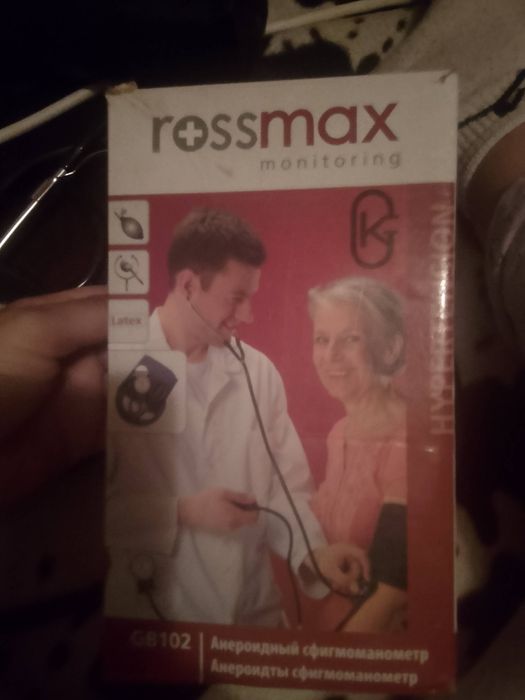 rossmax
monitoring
Latex
HYPERTENSION
GB102
Анероидный сфигмоманометр
Анероидты сфигмоманометр